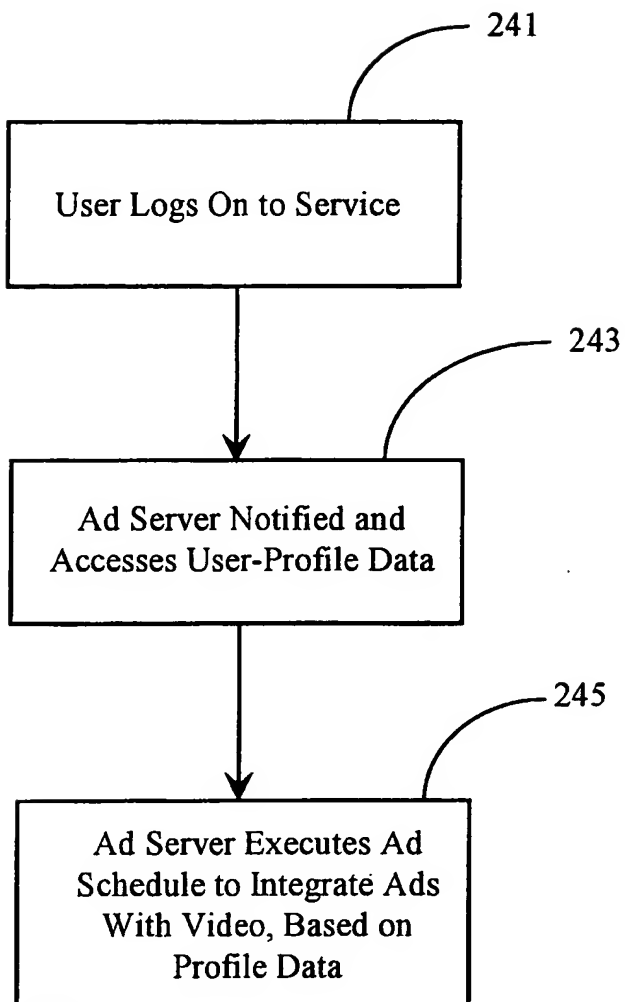 241
User Logs On to Service
243
Ad Server Notified and
Accesses User-Profile Data
245
Ad Server Executes Ad
Schedule to Integrate Ads
With Video, Based on
Profile Data